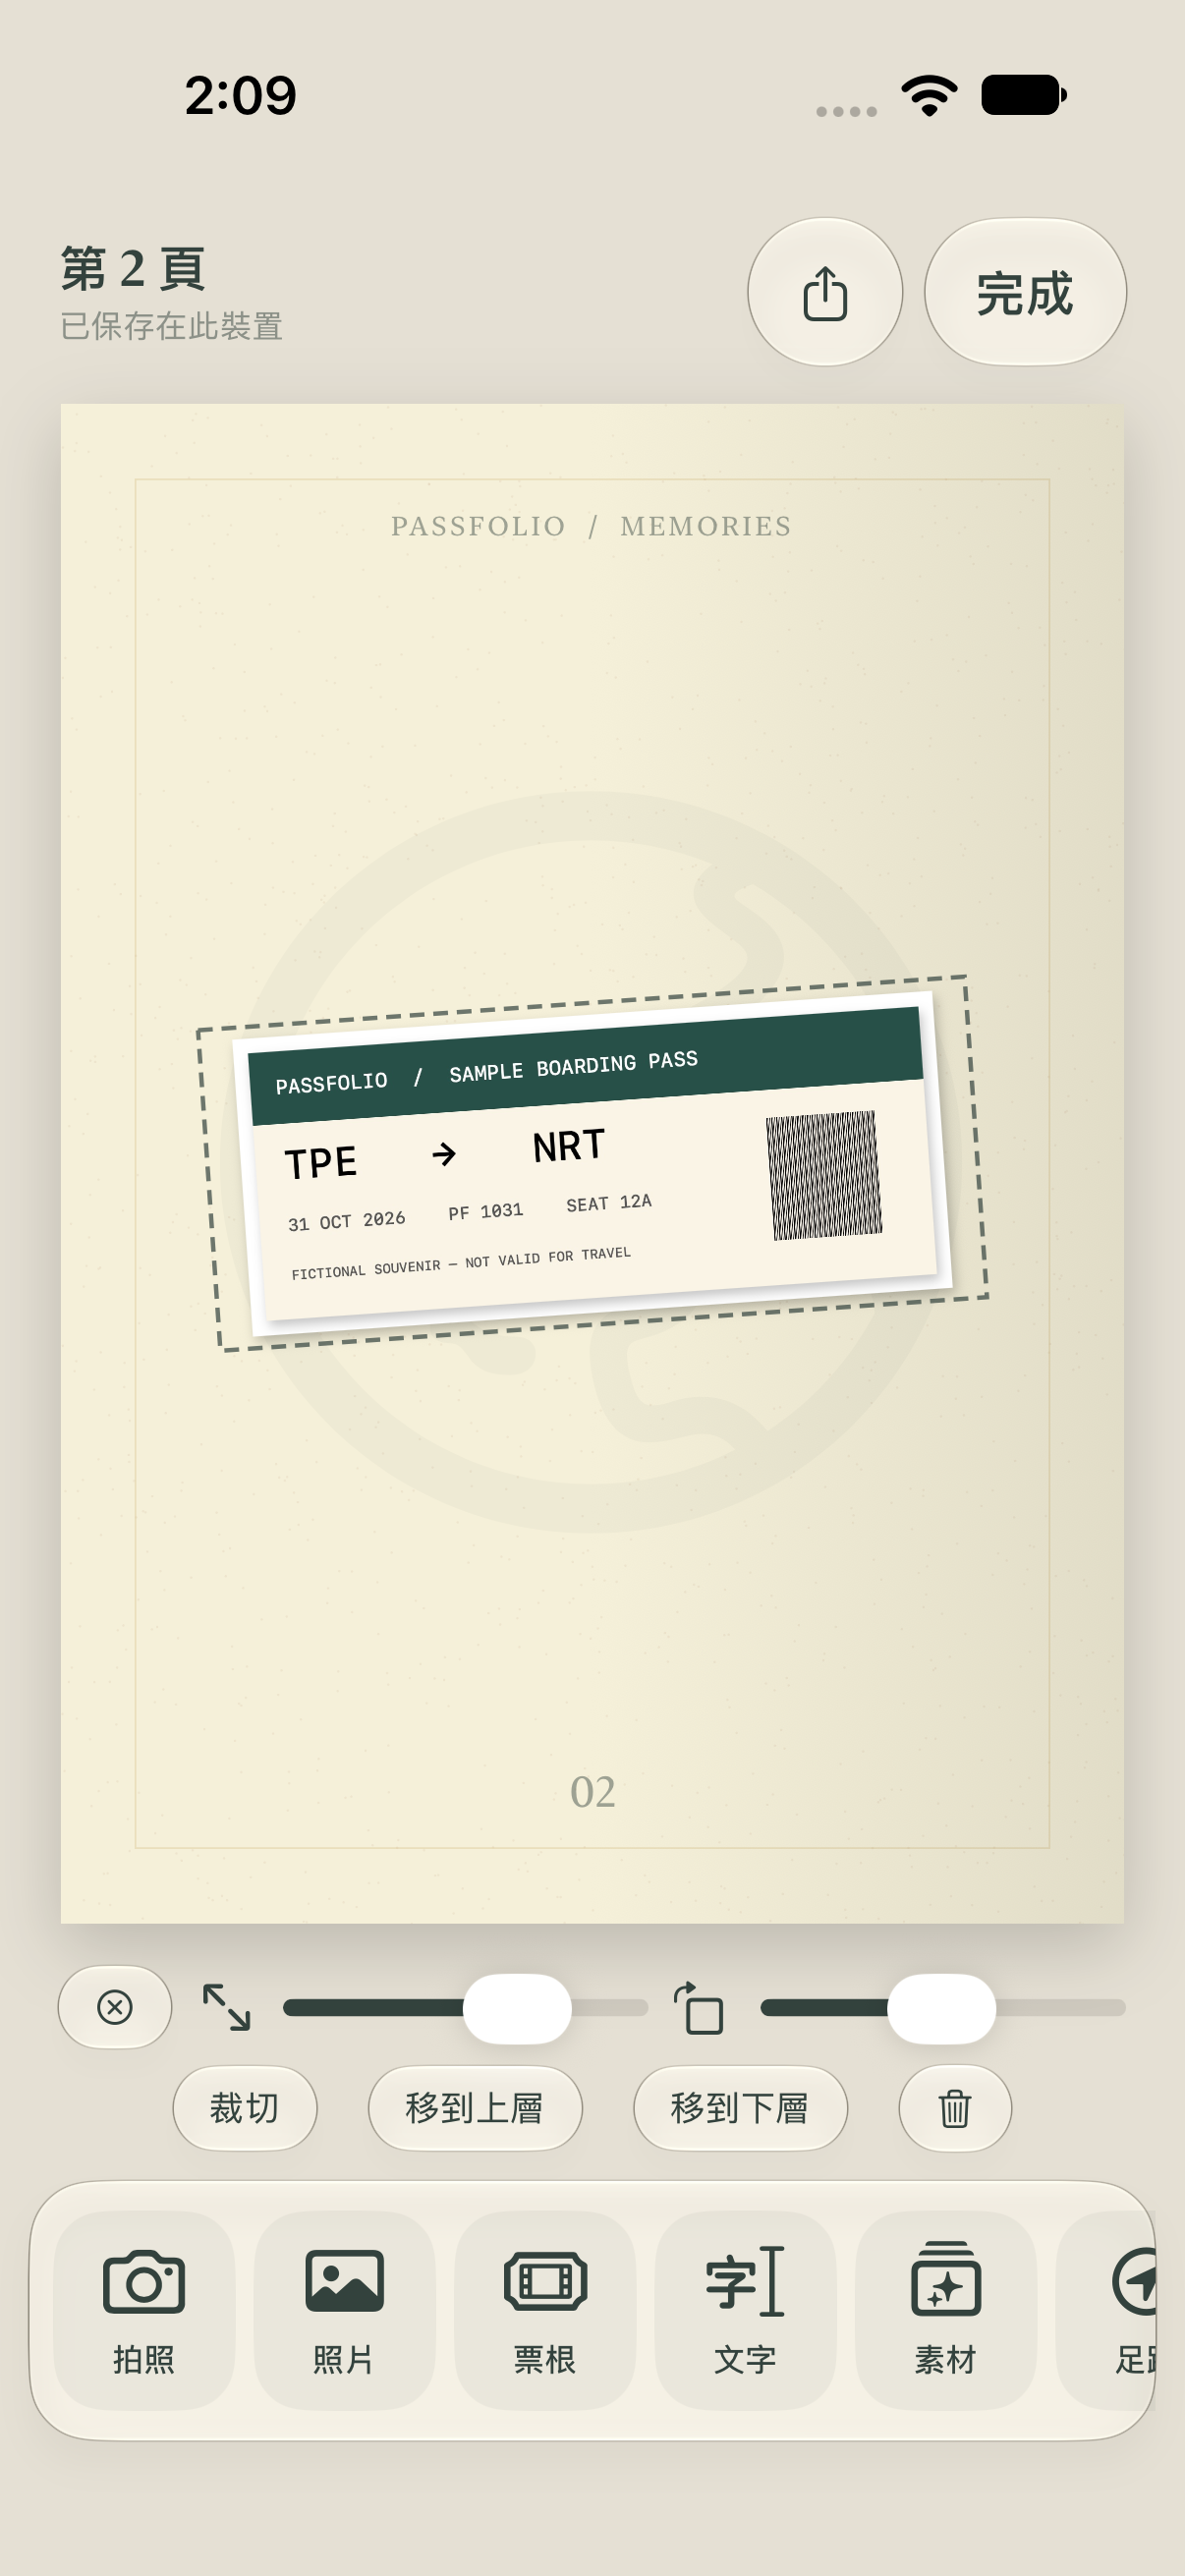 2:09
第 2 頁
已保存在此裝置
完成
PASSFOLIO / MEMORIES
PASSFOLIO / SAMPLE BOARDING PASS
TPE → NRT
31 OCT 2026 PF 1031 SEAT 12A
FICTIONAL SOUVENIR — NOT VALID FOR TRAVEL
02
裁切 移到上層 移到下層
字
拍照 照片 票根 文字 素材 足